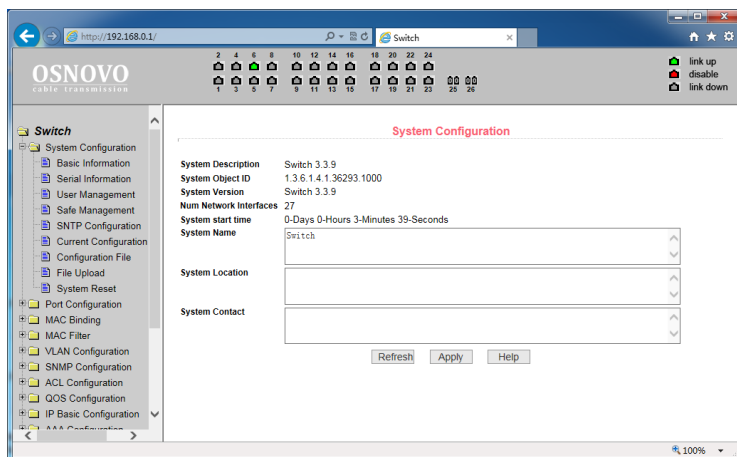 http://192.168.0.1/
Switch
2 4 6 8 10 12 14 16 18 20 22 24
OSNOVO
cable transmission
1 3 5 7 9 11 13 15 17 19 21 23 25 26
link up
disable
link down
Switch
System Configuration
Basic Information
Serial Information
User Management
Safe Management
SNTP Configuration
Current Configuration
Configuration File
File Upload
System Reset
Port Configuration
MAC Binding
MAC Filter
VLAN Configuration
SNMP Configuration
ACL Configuration
QOS Configuration
IP Basic Configuration
AAA Configuration
System Configuration
System Description Switch 3.3.9
System Object ID 1.3.6.1.4.1.36293.1000
System Version Switch 3.3.9
Num Network Interfaces 27
System start time 0-Days 0-Hours 3-Minutes 39-Seconds
System Name Switch
System Location
System Contact
Refresh Apply Help
100%